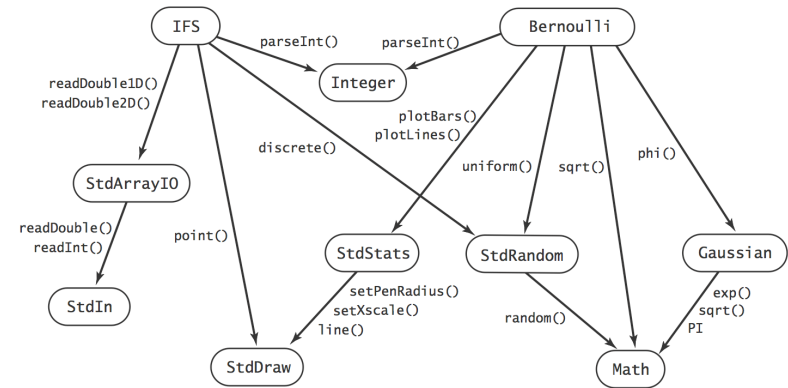 IFS
Bernoulli
parseInt()
parseInt()
Integer
readDouble1D()
readDouble2D()
plotBars()
plotLines()
discrete()
uniform()
sqrt()
phi()
StdArrayIO
readDouble()
readInt()
point()
StdStats
StdRandom
Gaussian
setPenRadius()
setXscale()
line()
exp()
sqrt()
PI
StdIn
random()
StdDraw
Math